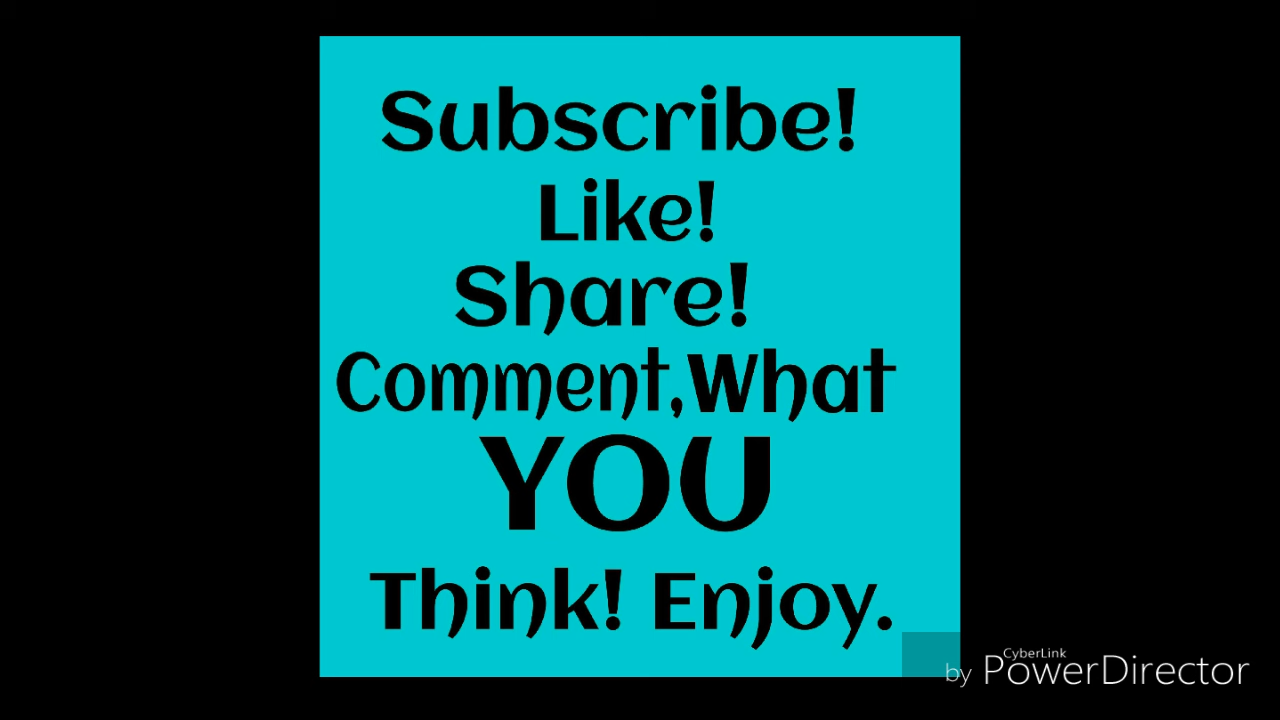 Subscribe!
Like!
Share!
Comment,What
YOU
Think! Enjoy.
CyberLink
by PowerDirector